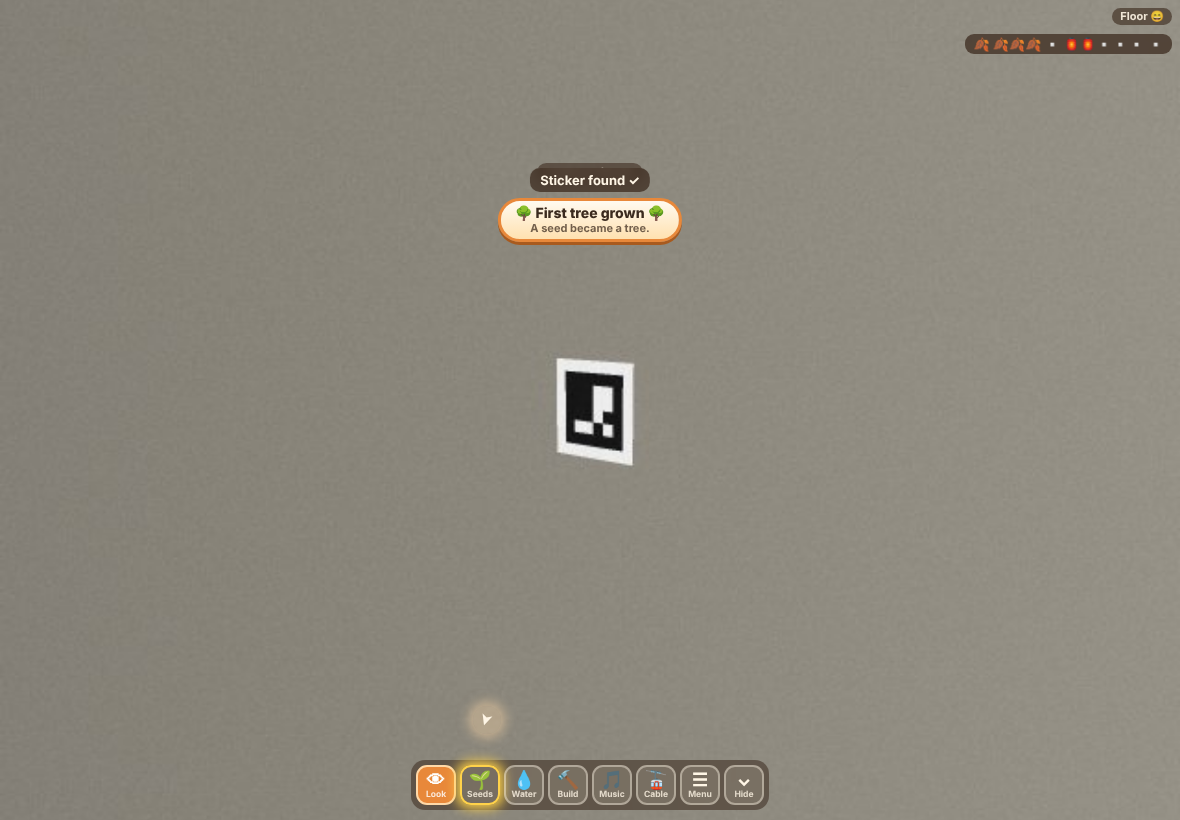 Floor
Sticker found ✓
First tree grown
A seed became a tree.
Look
Seeds
Water
Build
Music
Cable
Menu
Hide